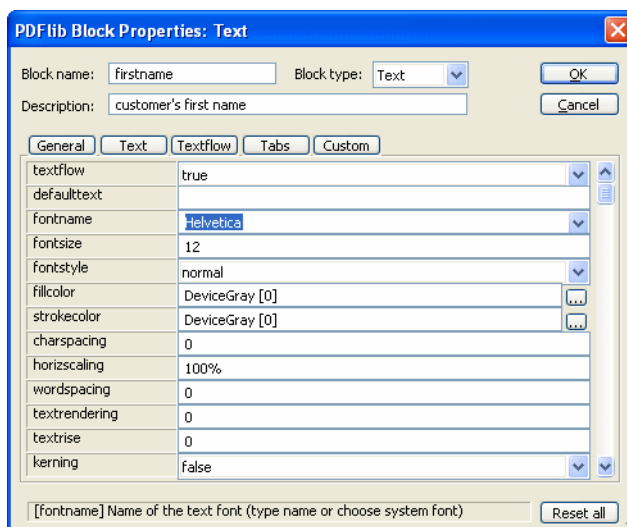 PDFlib Block Properties: Text
Block name: firstname Block type: Text OK
Description: customer's first name Cancel
General Text Textflow Tabs Custom
textflow true
defaulttext
fontname Helvetica
fontsize 12
fontstyle normal
fillcolor DeviceGray [0] ...
strokecolor DeviceGray [0] ...
charspacing 0
horizscaling 100%
wordspacing 0
textrendering 0
textrise 0
kerning false
[fontname] Name of the text font (type name or choose system font) Reset all